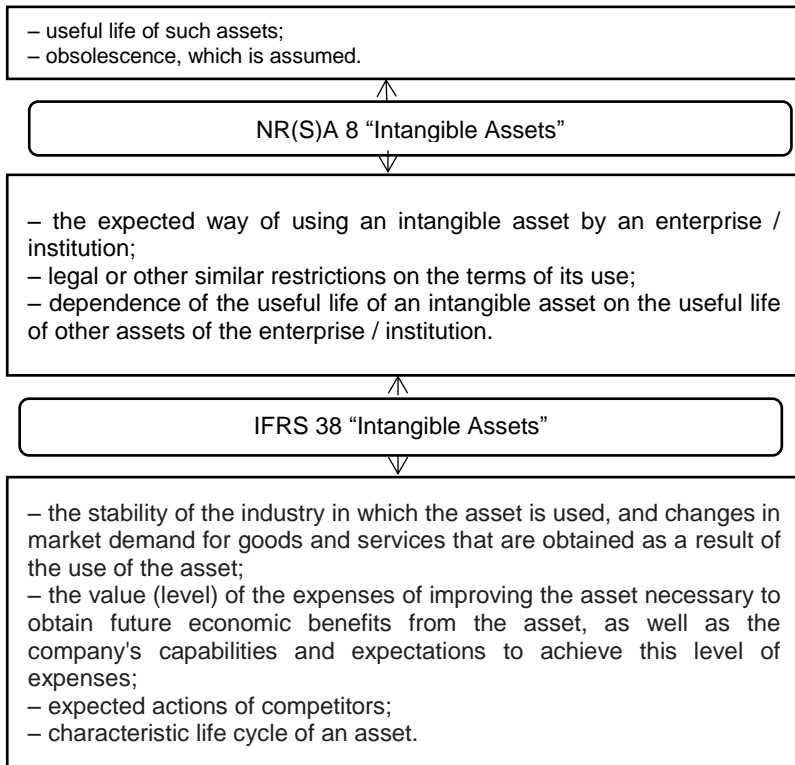 – useful life of such assets;
– obsolescence, which is assumed.
NR(S)A 8 “Intangible Assets”
– the expected way of using an intangible asset by an enterprise /
institution;
– legal or other similar restrictions on the terms of its use;
– dependence of the useful life of an intangible asset on the useful life
of other assets of the enterprise / institution.
IFRS 38 “Intangible Assets”
– the stability of the industry in which the asset is used, and changes in
market demand for goods and services that are obtained as a result of
the use of the asset;
– the value (level) of the expenses of improving the asset necessary to
obtain future economic benefits from the asset, as well as the
company's capabilities and expectations to achieve this level of
expenses;
– expected actions of competitors;
– characteristic life cycle of an asset.